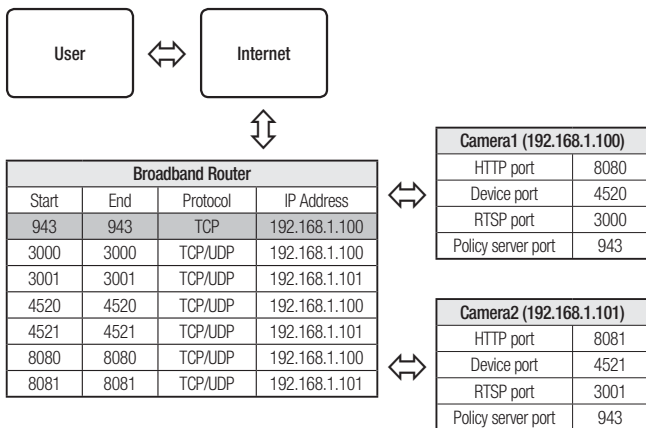 User
Internet
Broadband Router
Start End Protocol IP Address
943 943 TCP 192.168.1.100
3000 3000 TCP/UDP 192.168.1.100
3001 3001 TCP/UDP 192.168.1.101
4520 4520 TCP/UDP 192.168.1.100
4521 4521 TCP/UDP 192.168.1.101
8080 8080 TCP/UDP 192.168.1.100
8081 8081 TCP/UDP 192.168.1.101
Camera1 (192.168.1.100)
HTTP port 8080
Device port 4520
RTSP port 3000
Policy server port 943
Camera2 (192.168.1.101)
HTTP port 8081
Device port 4521
RTSP port 3001
Policy server port 943